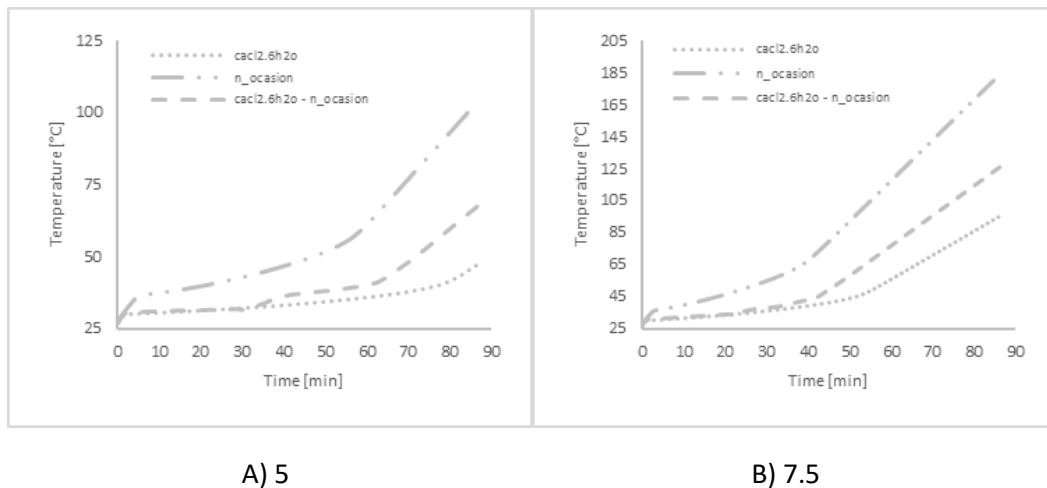 125
100
75
50
25
Temperature [°C]
cacl2.6h2o
n_ocasion
cacl2.6h2o - n_ocasion
0 10 20 30 40 50 60 70 80 90
Time [min]
A) 5
205
185
165
145
125
105
85
65
45
25
Temperature [°C]
cacl2.6h2o
n_ocasion
cacl2.6h2o - n_ocasion
0 10 20 30 40 50 60 70 80 90
Time [min]
B) 7.5